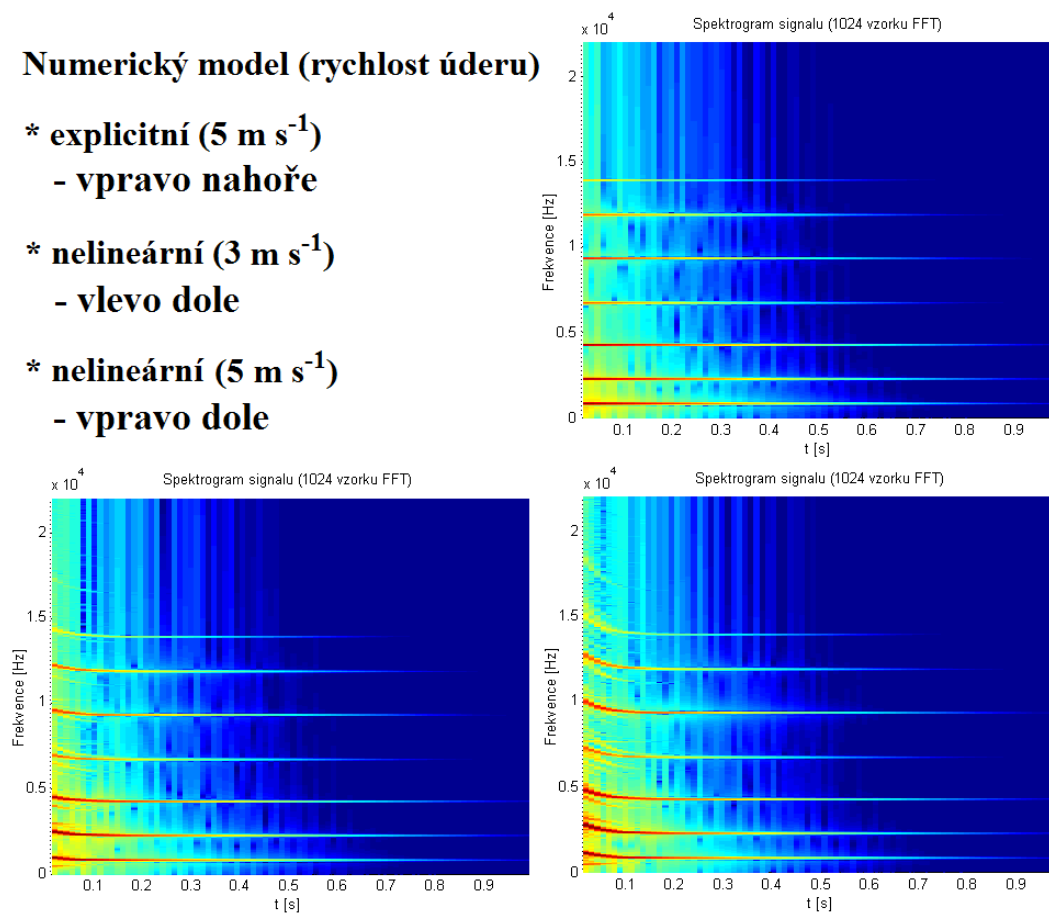 Numerický model (rychlost úderu)
* explicitní (5 m s⁻¹)
- vpravo nahoře
* nelineární (3 m s⁻¹)
- vlevo dole
* nelineární (5 m s⁻¹)
- vpravo dole
x 10⁴
Spektrogram signalu (1024 vzorku FFT)
Frekvence [Hz]
2
1.5
1
0.5
0
0.1 0.2 0.3 0.4 0.5 0.6 0.7 0.8 0.9
t [s]
x 10⁴
Spektrogram signalu (1024 vzorku FFT)
Frekvence [Hz]
2
1.5
1
0.5
0
0.1 0.2 0.3 0.4 0.5 0.6 0.7 0.8 0.9
t [s]
x 10⁴
Spektrogram signalu (1024 vzorku FFT)
Frekvence [Hz]
2
1.5
1
0.5
0
0.1 0.2 0.3 0.4 0.5 0.6 0.7 0.8 0.9
t [s]